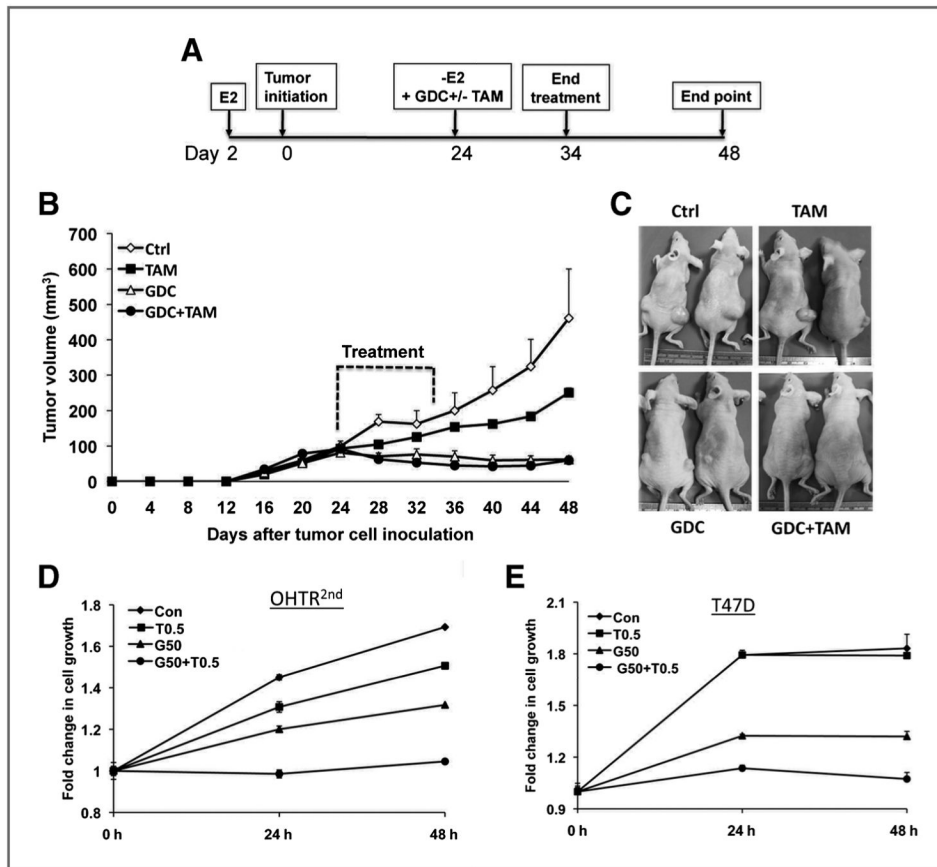 A
E2
Tumor
initiation
-E2
+ GDC+/- TAM
End
treatment
End point
Day 2 0 24 34 48
B
700
600
500
400
300
200
100
0
Tumor volume (mm³)
Ctrl
TAM
GDC
GDC+TAM
Treatment
0 4 8 12 16 20 24 28 32 36 40 44 48
Days after tumor cell inoculation
C
Ctrl TAM
GDC GDC+TAM
D
OHTR2nd
1.8
1.6
1.4
1.2
1
0.8
Fold change in cell growth
Con
T0.5
G50
G50+T0.5
0 h 24 h 48 h
E
T47D
2.1
1.8
1.5
1.2
0.9
Fold change in cell growth
Con
T0.5
G50
G50+T0.5
0 h 24 h 48 h